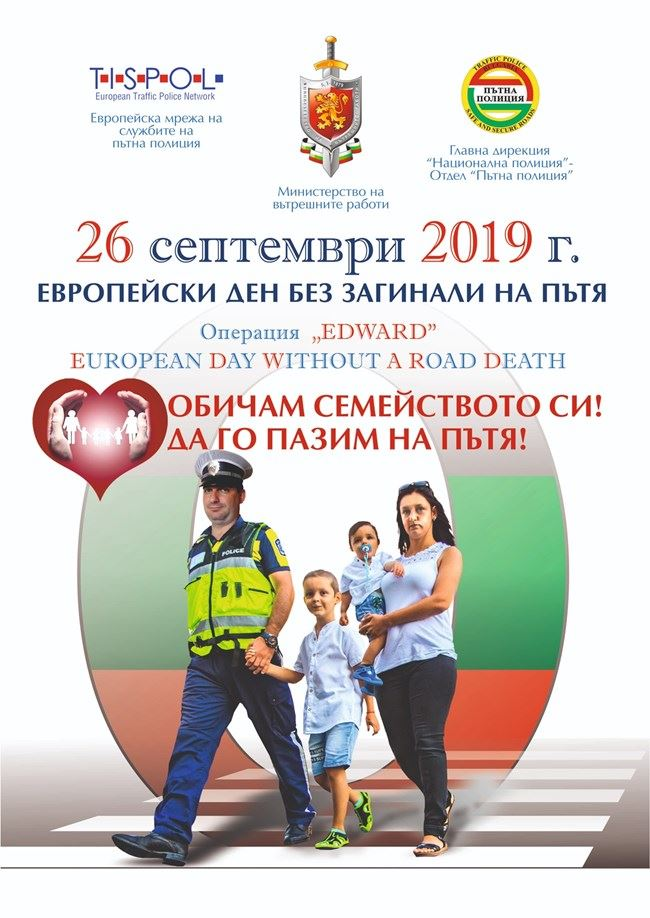 T•I•S•P•O•L•
European Traffic Police Network
Европейска мрежа на
службите на
пътна полиция
Министерство на
вътрешните работи
TRAFFIC POLICE
BULGARIA
ПЪТНА
ПОЛИЦИЯ
SAFE AND SECURE ROADS
Главна дирекция
“Национална полиция”-
Отдел “Пътна полиция”
26 септември 2019 г.
ЕВРОПЕЙСКИ ДЕН БЕЗ ЗАГИНАЛИ НА ПЪТЯ
Операция „EDWARD”
EUROPEAN DAY WITHOUT A ROAD DEATH
ОБИЧАМ СЕМЕЙСТВОТО СИ!
ДА ГО ПАЗИМ НА ПЪТЯ!
POLICE